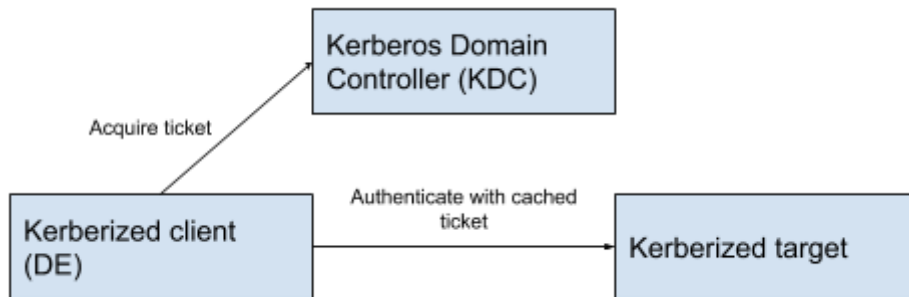 Kerberos Domain
Controller (KDC)
Acquire ticket
Authenticate with cached
ticket
Kerberized client
(DE)
Kerberized target